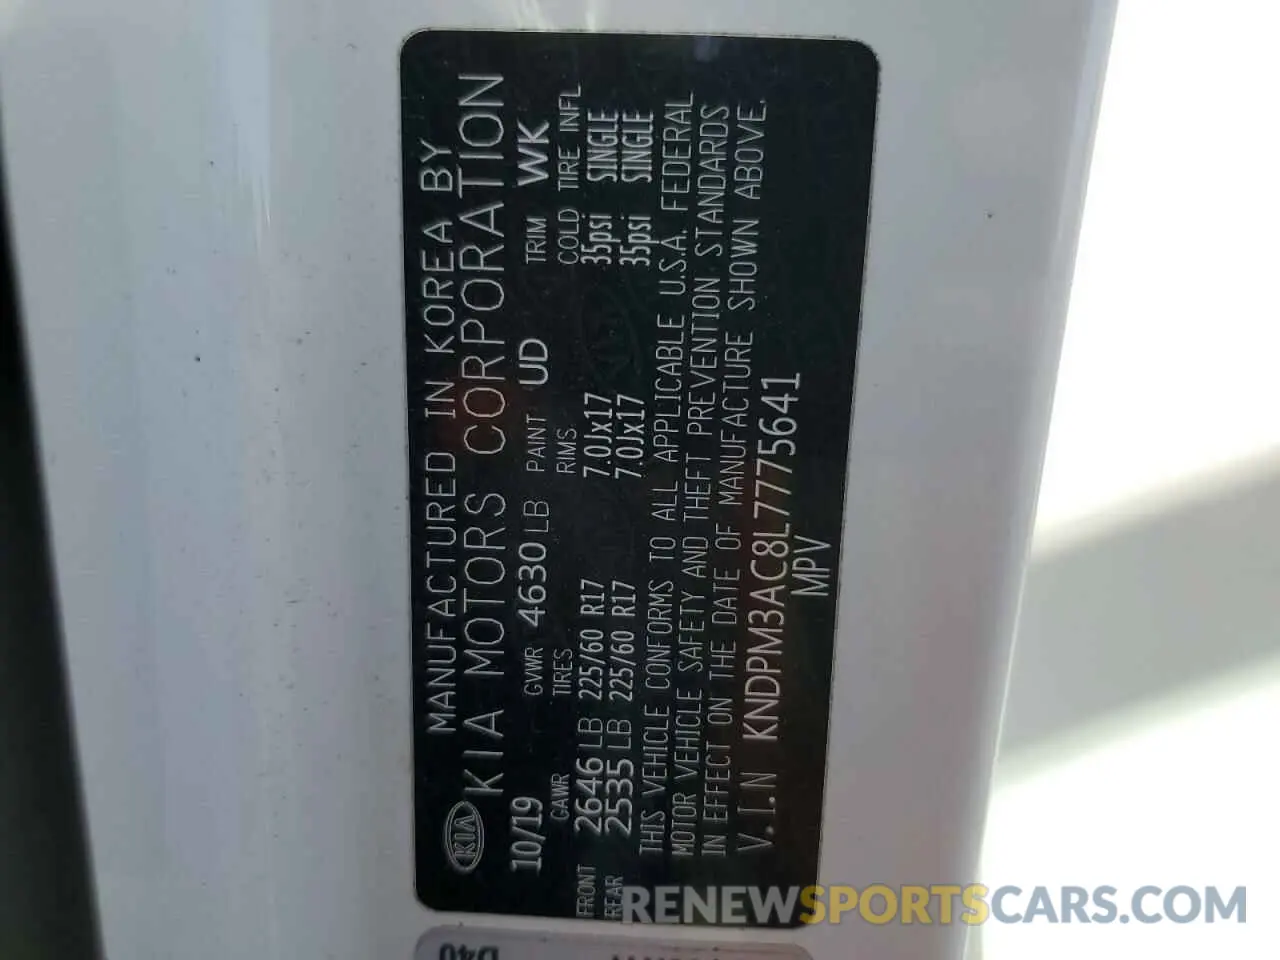 MANUFACTURED IN KOREA BY
KIA KIA MOTORS CORPORATION
10/19 GVWR 4630 LB PAINT UD TRIM WK
GAWR TIRES RIMS COLD TIRE INFL
FRONT 2646 LB 225/60 R17 7.0Jx17 35psi SINGLE
REAR 2535 LB 225/60 R17 7.0Jx17 35psi SINGLE
THIS VEHICLE CONFORMS TO ALL APPLICABLE U.S.A. FEDERAL
MOTOR VEHICLE SAFETY AND THEFT PREVENTION STANDARDS
IN EFFECT ON THE DATE OF MANUFACTURE SHOWN ABOVE.
V.I.N KNDPM3AC8L7775641
MPV
D40
RENEWSPORTSCARS.COM